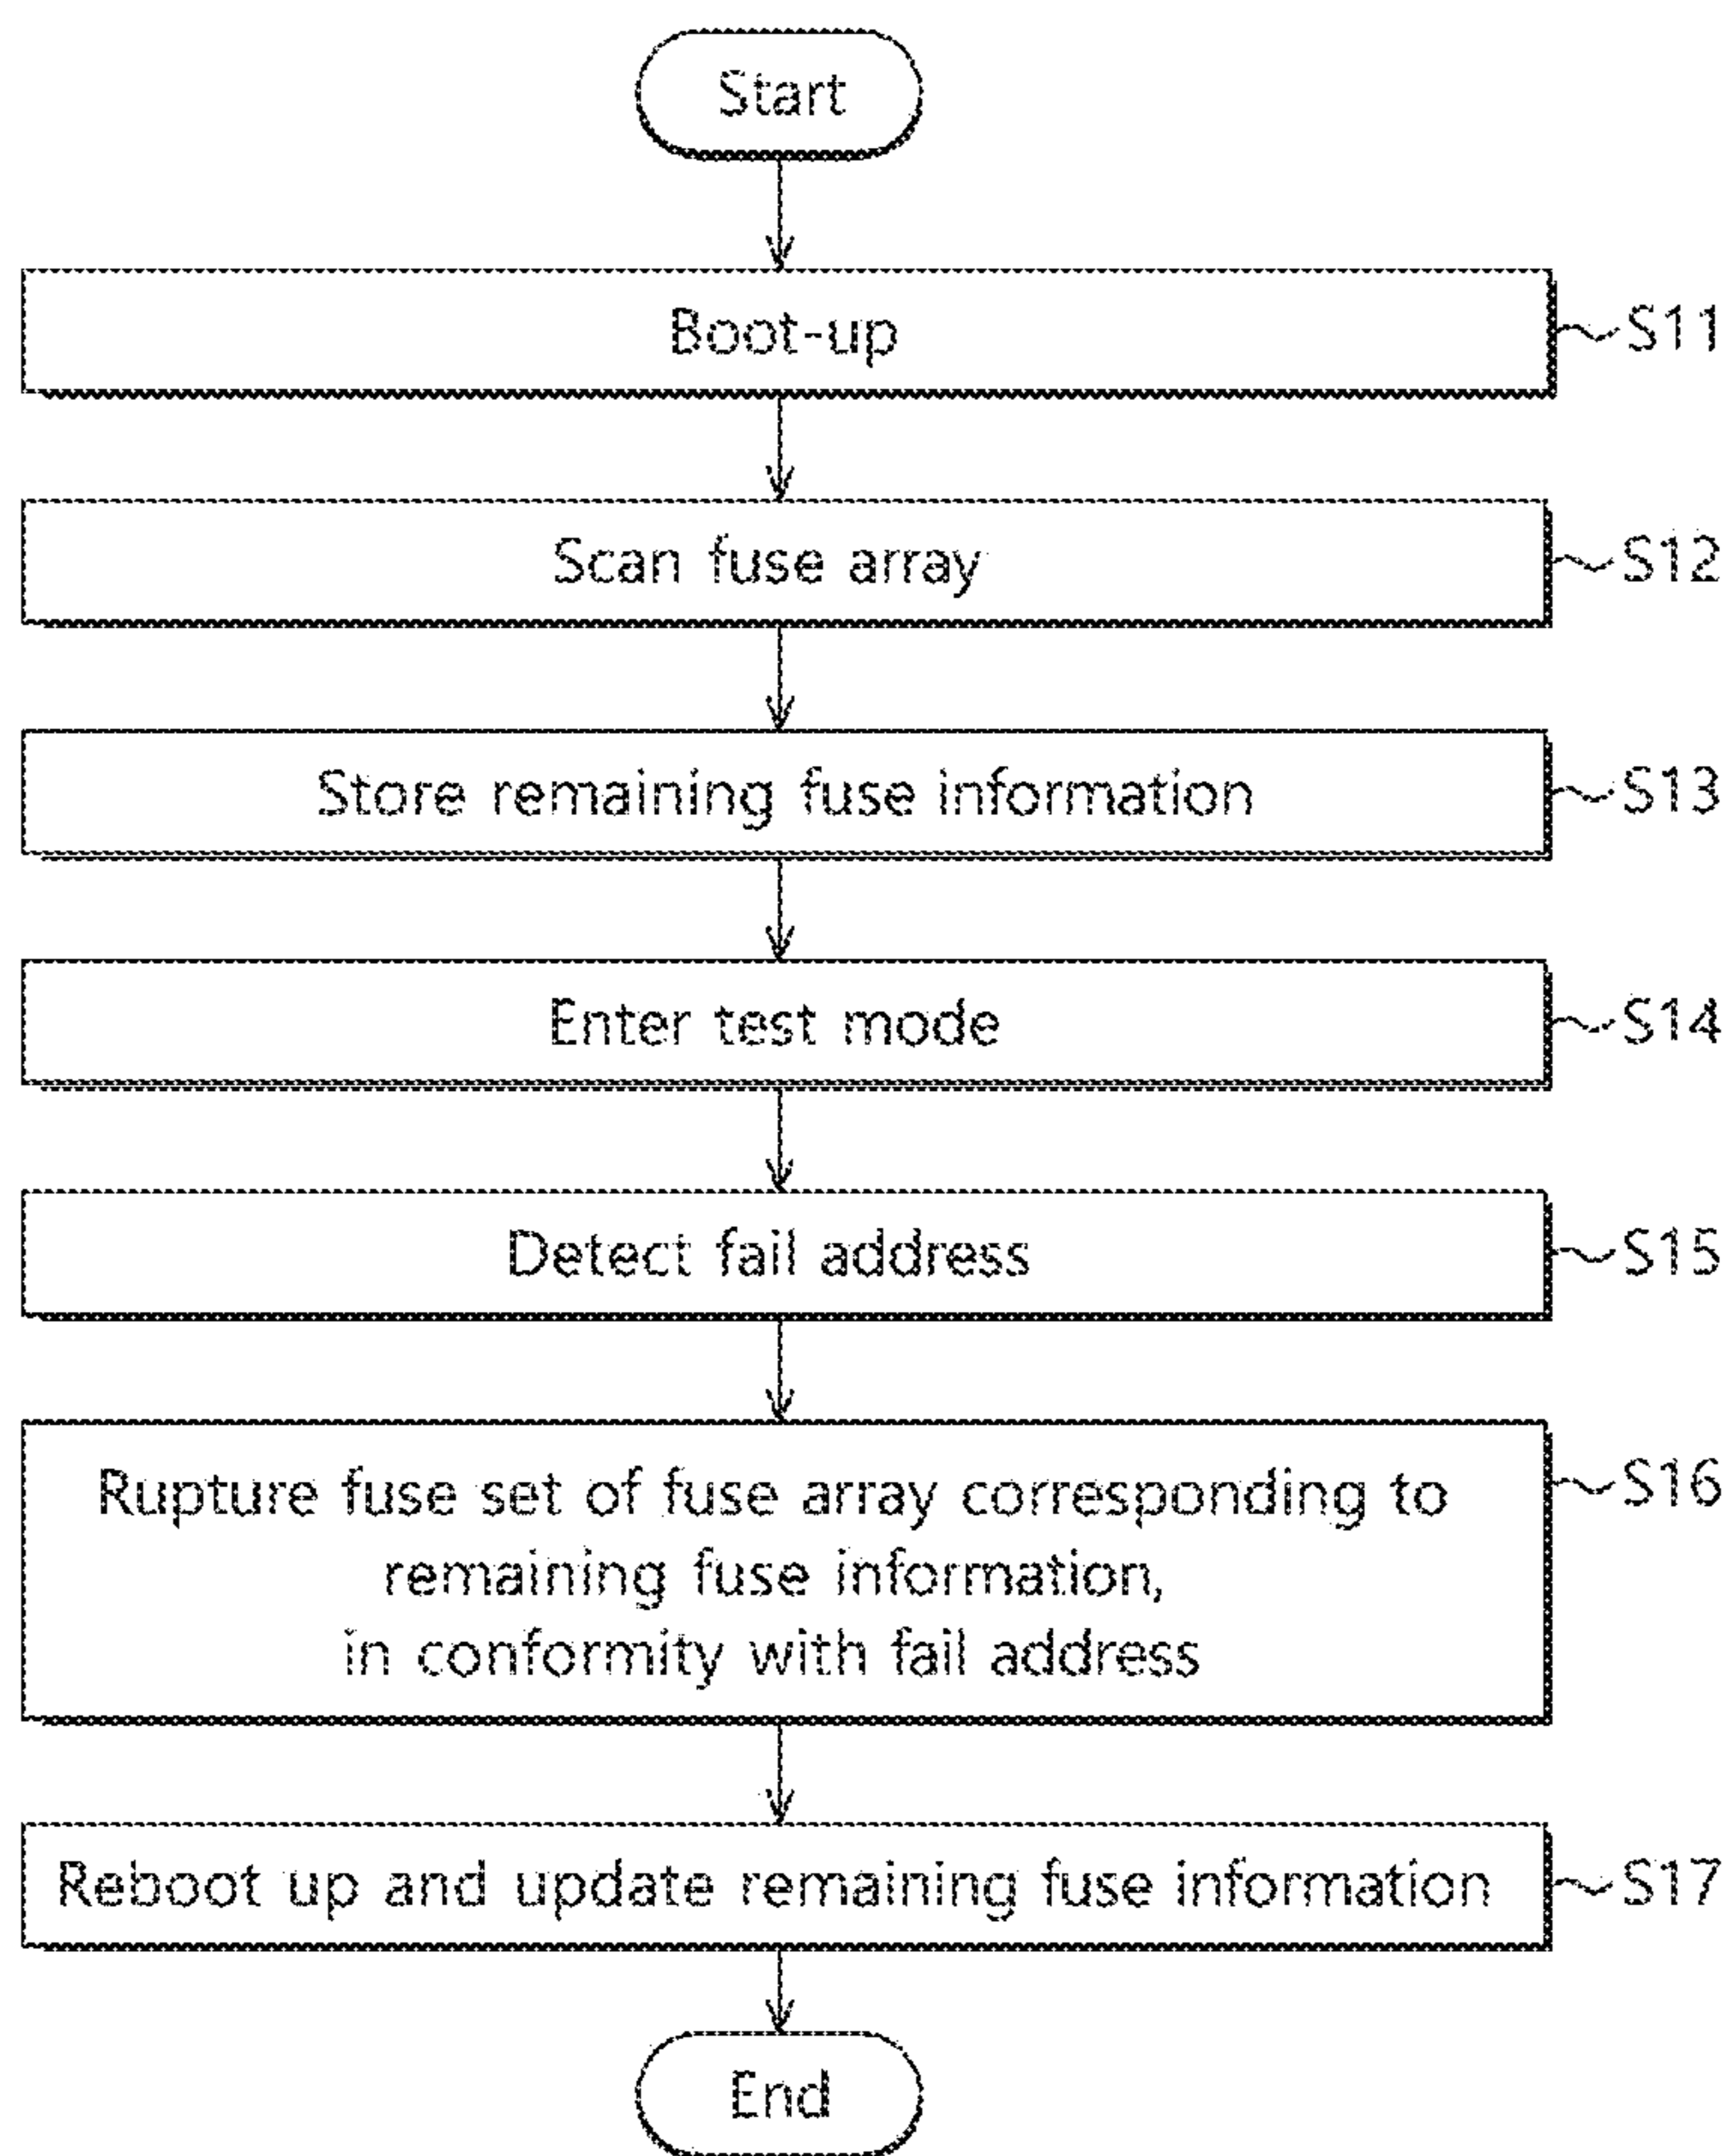 Start
Boot-up
S11
Scan fuse array
S12
Store remaining fuse information
S13
Enter test mode
S14
Detect fail address
S15
Rupture fuse set of fuse array corresponding to
S16
remaining fuse information,
in conformity with fail address
Reboot up and update remaining fuse information
S17
End